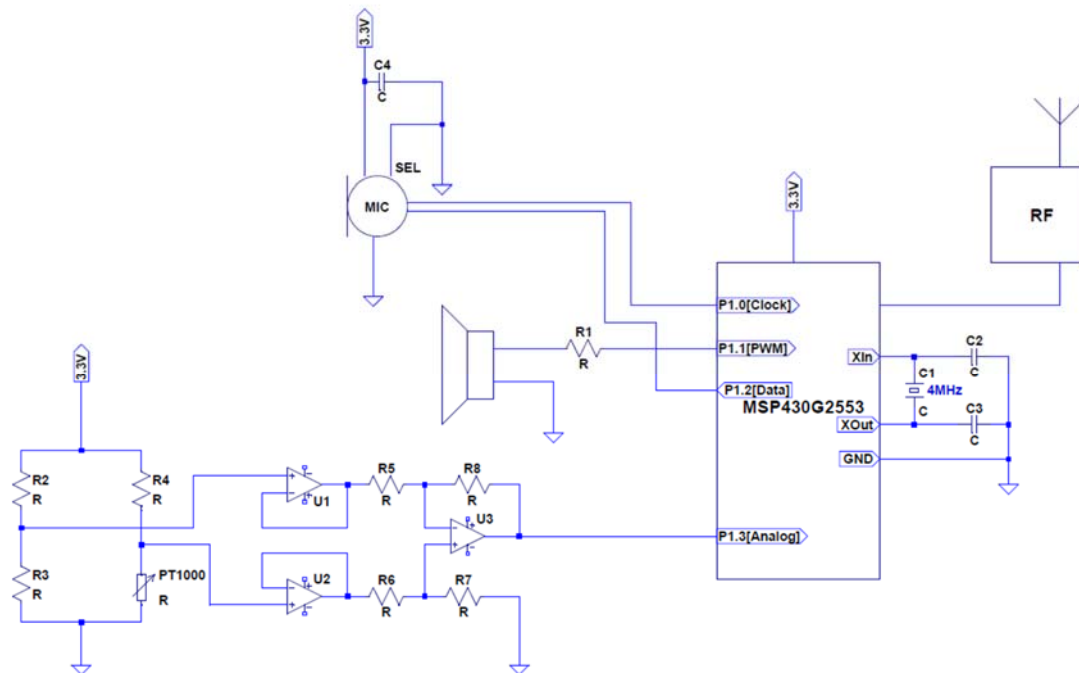 3.3V
C4
C
SEL
MIC
3.3V
RF
P1.0[Clock]
R1
R
P1.1[PWM]
P1.2[Data]
MSP430G2553
XIn
C2
C
C1
4MHz
C
XOut
C3
C
GND
3.3V
R2
R
R4
R
R3
R
PT1000
R
U1
R5
R
R8
R
U3
U2
R6
R
R7
R
P1.3[Analog]